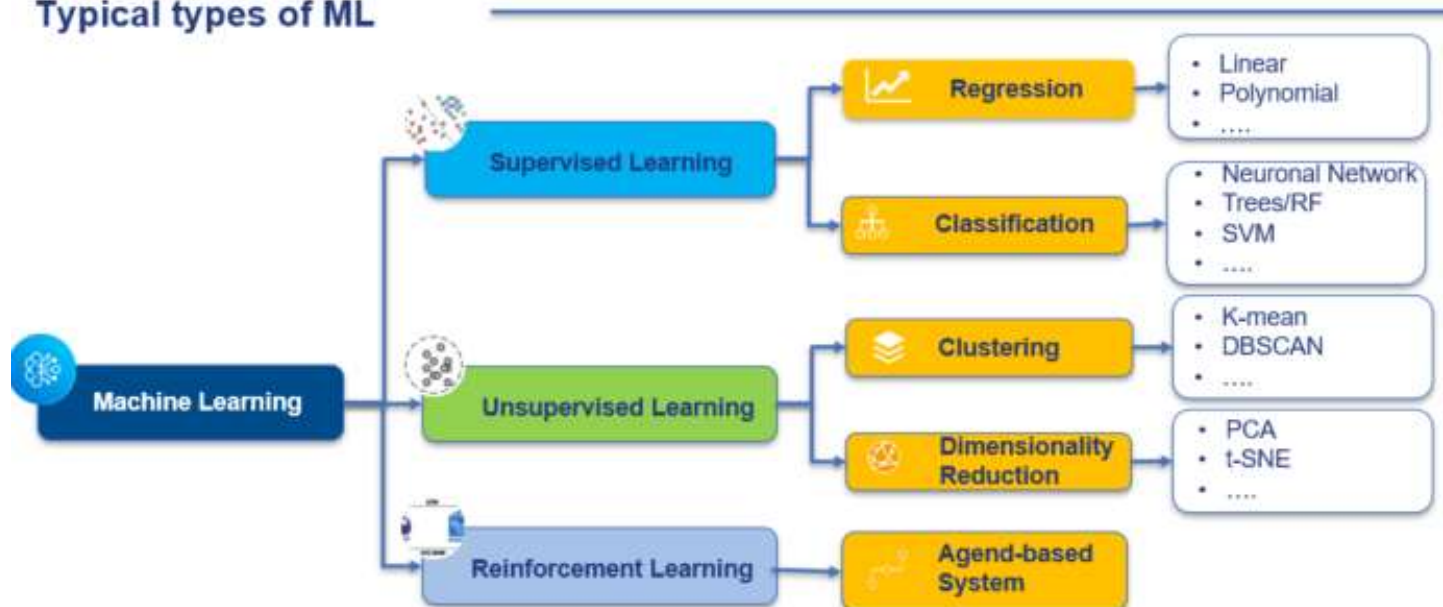 Typical types of ML
Machine Learning
Supervised Learning
Regression
• Linear
• Polynomial
• ....
Classification
• Neuronal Network
• Trees/RF
• SVM
• ....
Unsupervised Learning
Clustering
• K-mean
• DBSCAN
• ....
Dimensionality
Reduction
• PCA
• t-SNE
• ....
Reinforcement Learning
Agend-based
System